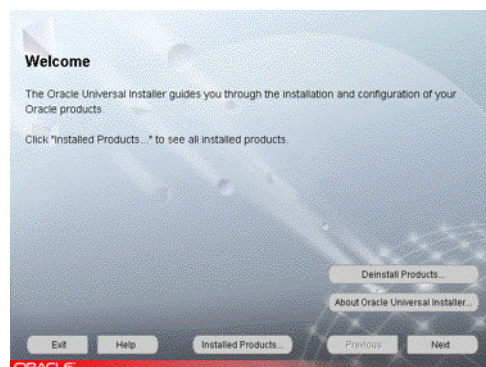 Welcome
The Oracle Universal Installer guides you through the installation and configuration of your
Oracle products.
Click "Installed Products..." to see all installed products.
Deinstall Products...
About Oracle Universal Installer...
Exit Help Installed Products... Previous Next
ORACLE